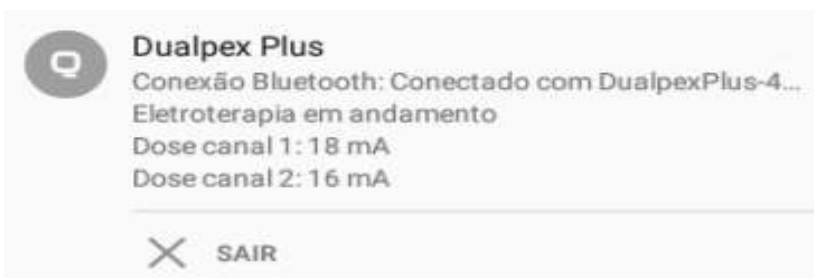 Dualpex Plus
Conexão Bluetooth: Conectado com DualpexPlus-4...
Eletroterapia em andamento
Dose canal 1: 18 mA
Dose canal 2: 16 mA
SAIR